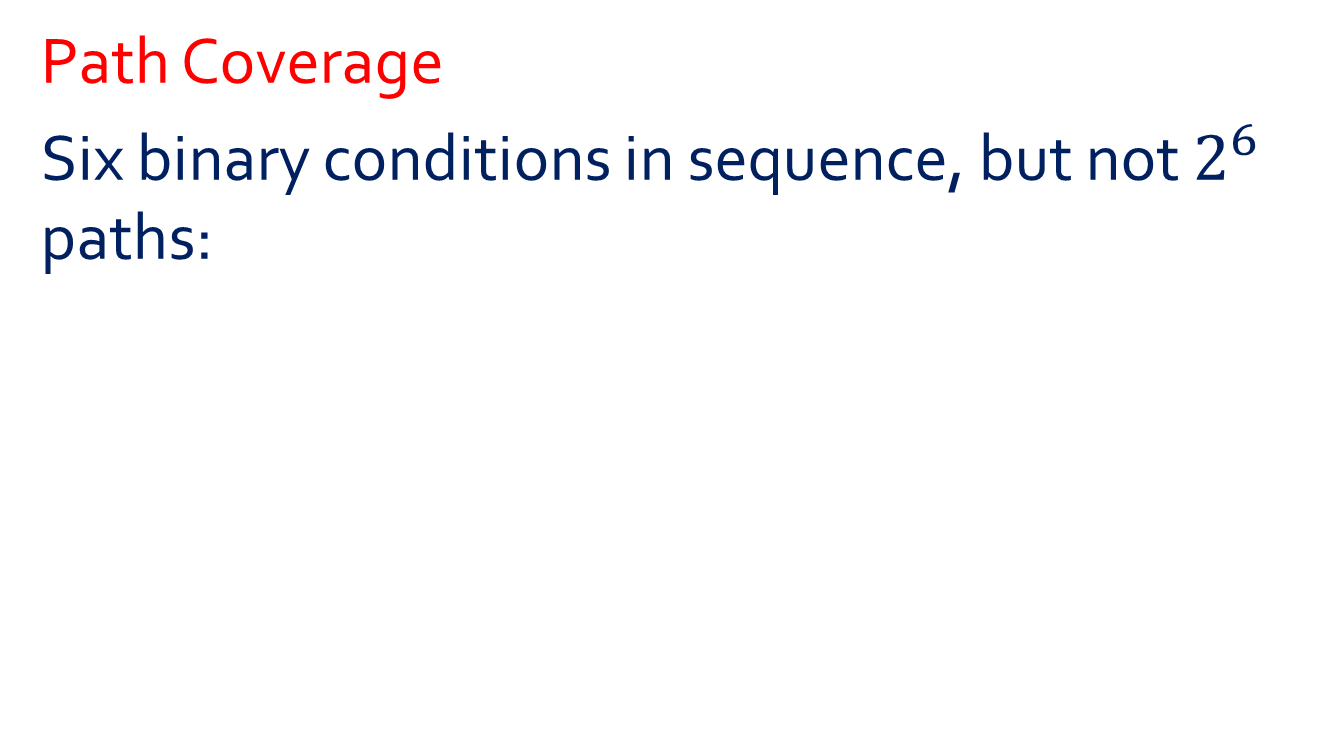 Path Coverage
Six binary conditions in sequence, but not 2⁶
paths: